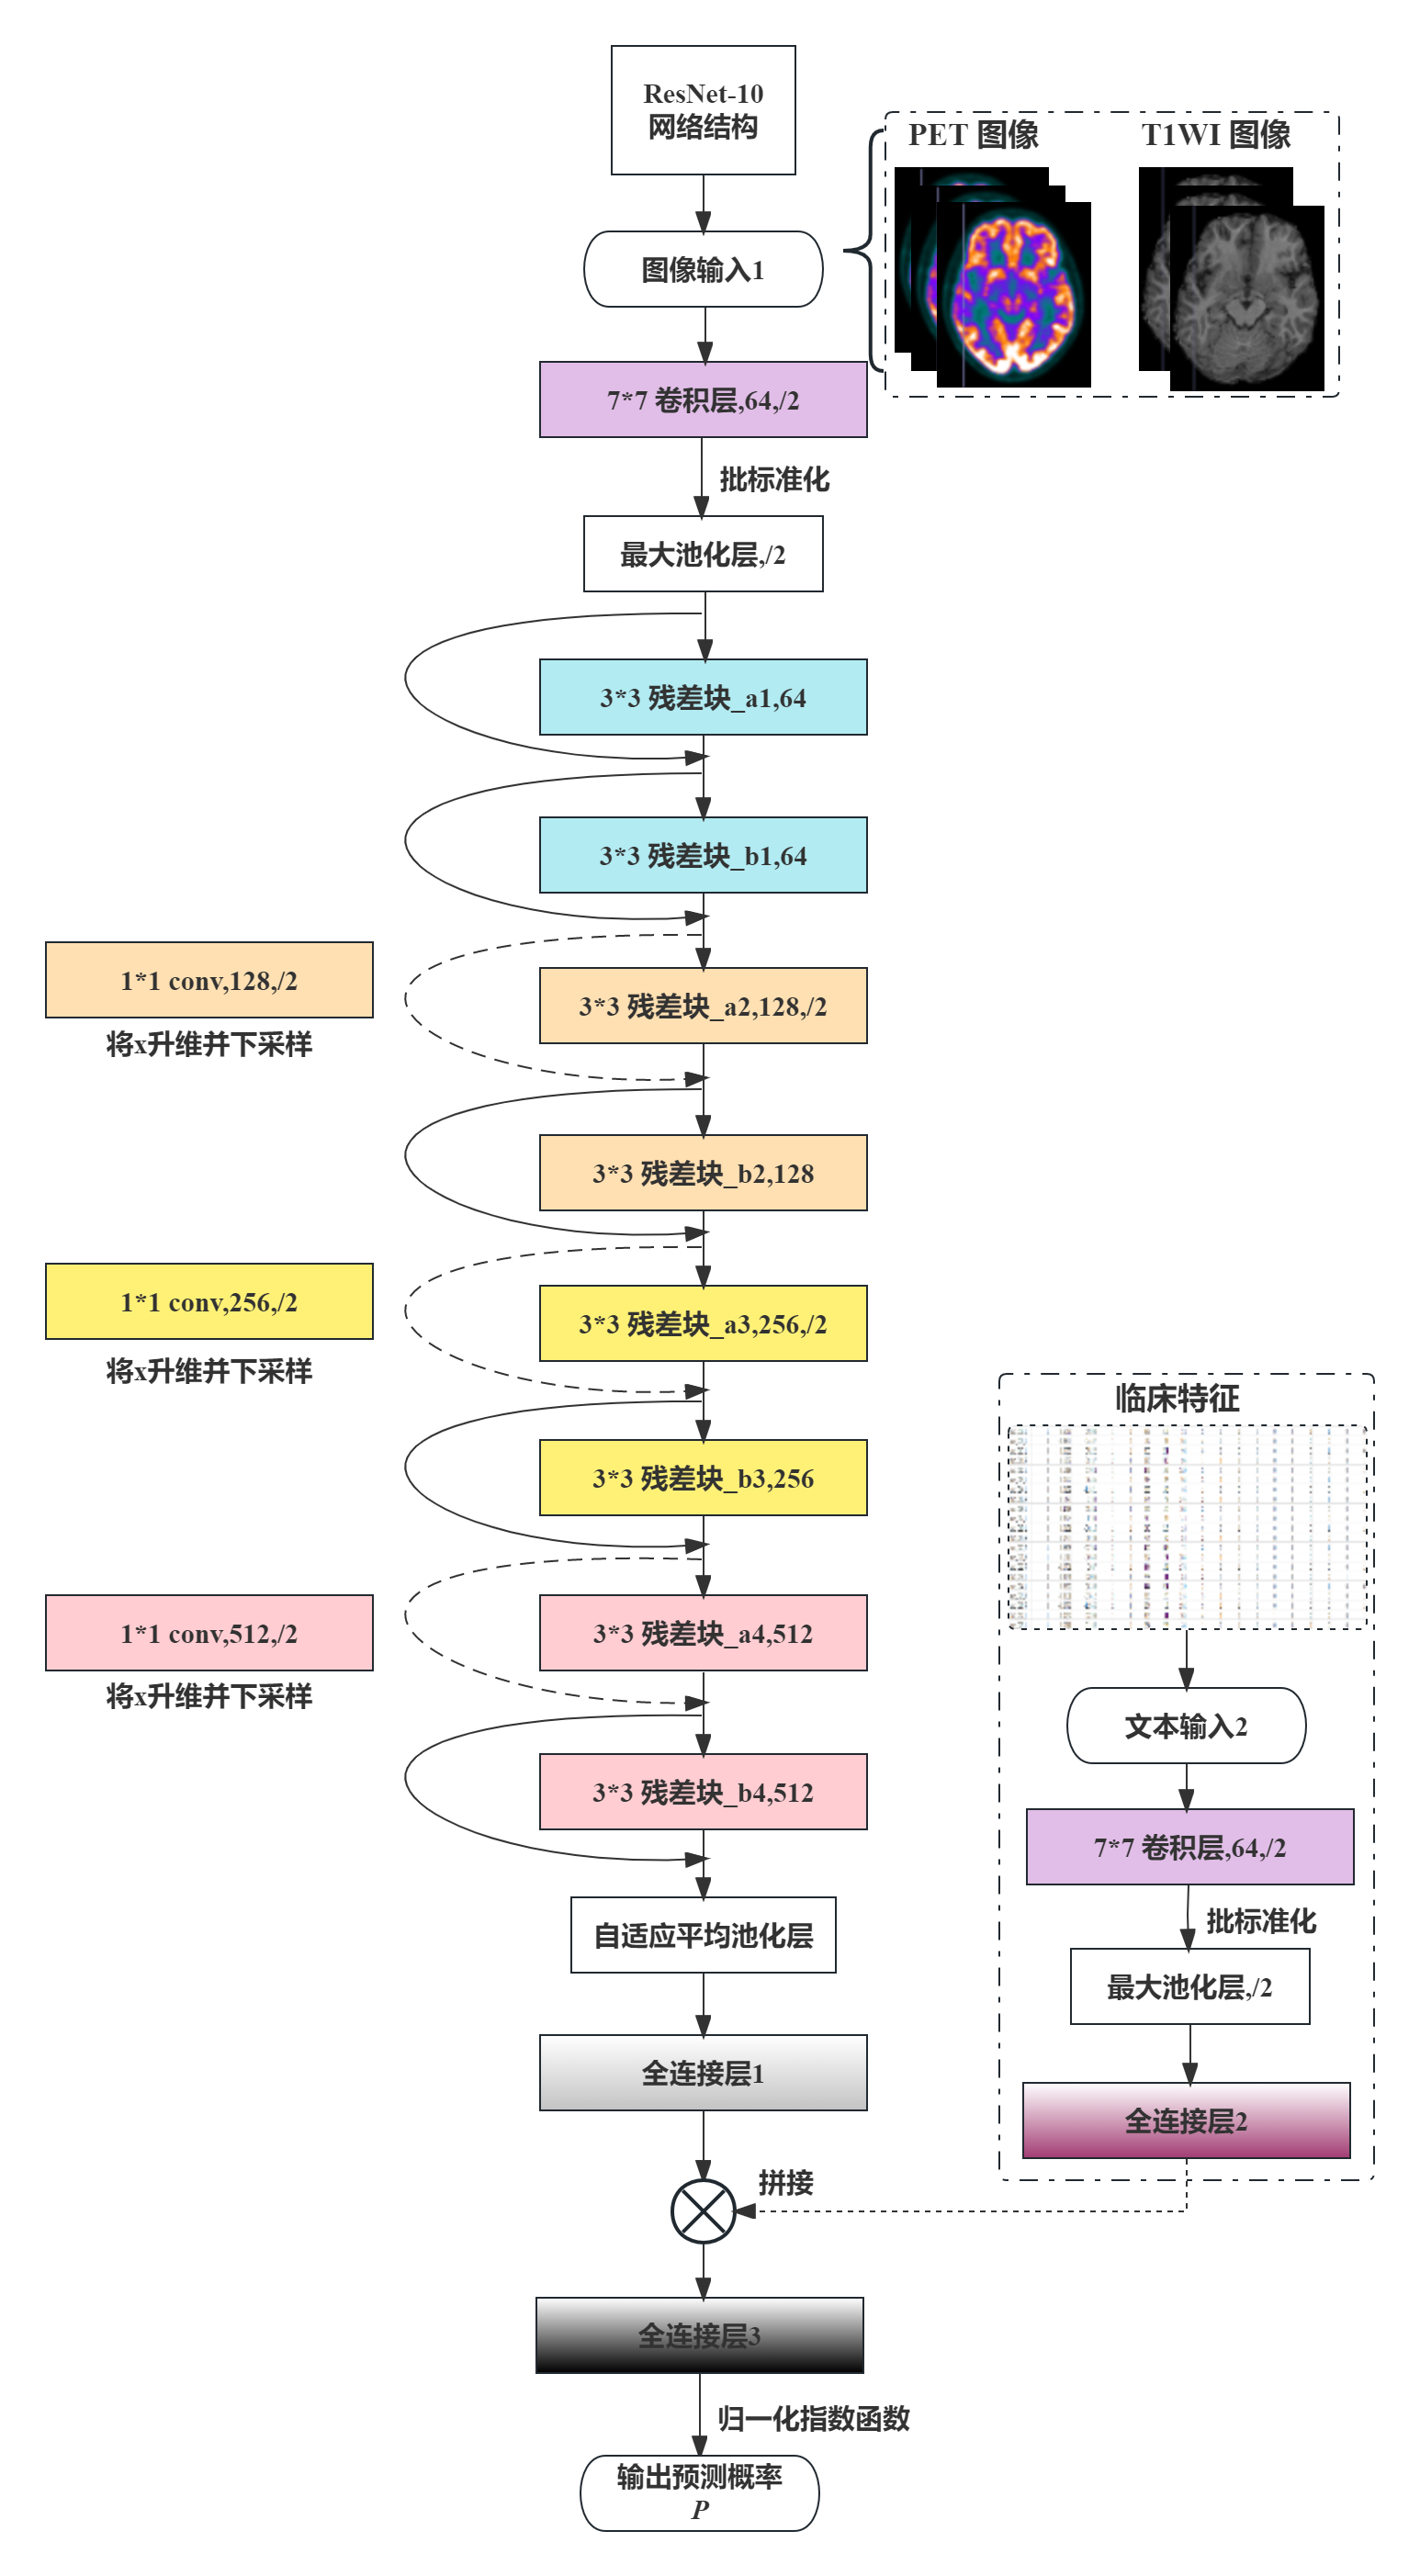 ResNet-10
网络结构
PET 图像
T1WI 图像
图像输入1
7*7 卷积层,64,/2
批标准化
最大池化层,/2
3*3 残差块_a1,64
3*3 残差块_b1,64
1*1 conv,128,/2
将x升维并下采样
3*3 残差块_a2,128,/2
3*3 残差块_b2,128
1*1 conv,256,/2
将x升维并下采样
3*3 残差块_a3,256,/2
3*3 残差块_b3,256
1*1 conv,512,/2
将x升维并下采样
3*3 残差块_a4,512
3*3 残差块_b4,512
自适应平均池化层
全连接层1
临床特征
文本输入2
7*7 卷积层,64,/2
批标准化
最大池化层,/2
全连接层2
拼接
全连接层3
归一化指数函数
输出预测概率
P